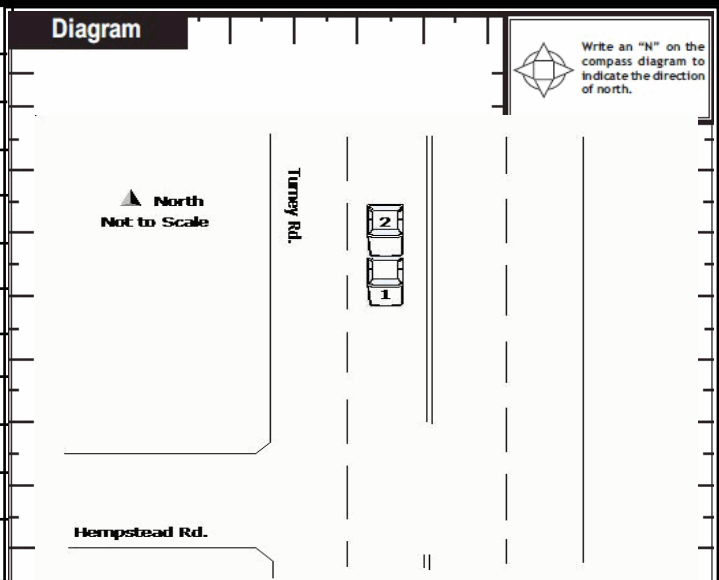 Diagram
Write an “N” on the
compass diagram to
indicate the direction
of north.
North
Not to Scale
Turney Rd.
2
1
Hempstead Rd.